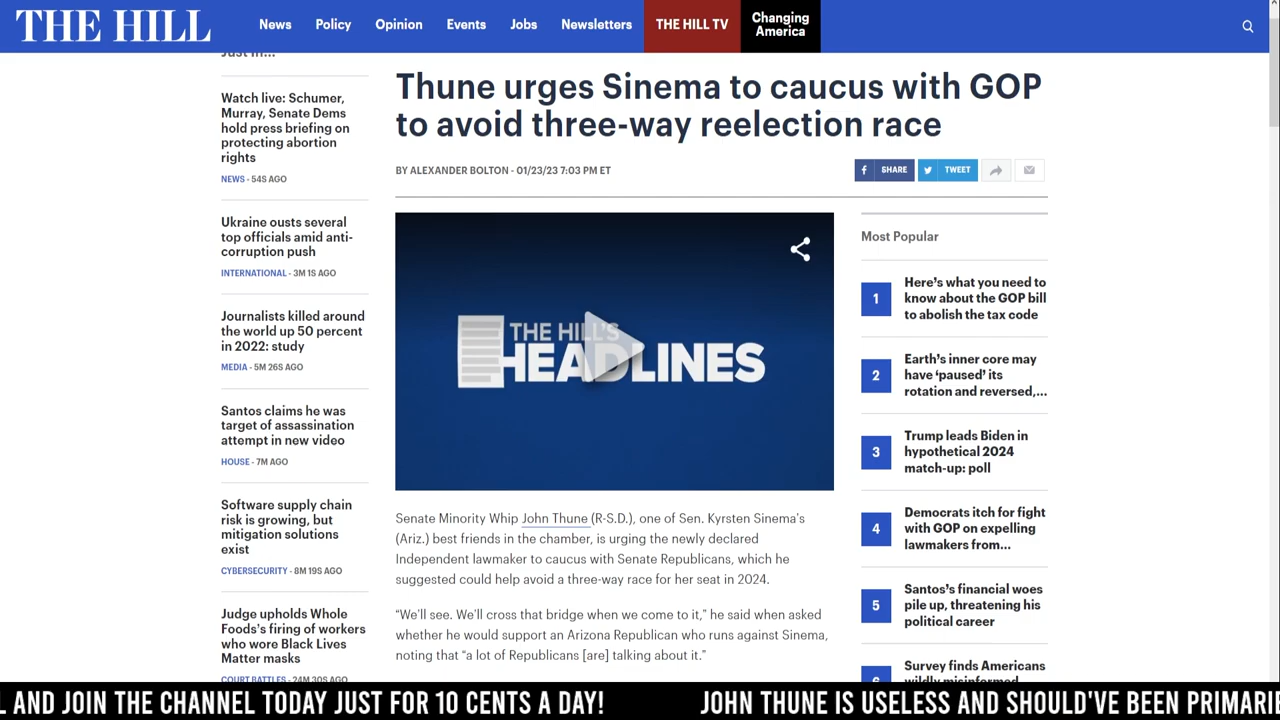 THE HILL
News
Policy
Opinion
Events
Jobs
Newsletters
THE HILL TV
Changing
America
Just in...
Watch live: Schumer,
Murray, Senate Dems
hold press briefing on
protecting abortion
rights
NEWS - 54S AGO
Ukraine ousts several
top officials amid anti-
corruption push
INTERNATIONAL - 3M 1S AGO
Journalists killed around
the world up 50 percent
in 2022: study
MEDIA - 5M 26S AGO
Santos claims he was
target of assassination
attempt in new video
HOUSE - 7M AGO
Software supply chain
risk is growing, but
mitigation solutions
exist
CYBERSECURITY - 8M 19S AGO
Judge upholds Whole
Foods's firing of workers
who wore Black Lives
Matter masks
COURT BATTLES - 24M 30S AGO
Thune urges Sinema to caucus with GOP
to avoid three-way reelection race
BY ALEXANDER BOLTON - 01/23/23 7:03 PM ET
SHARE
TWEET
THE HILL'S
HEADLINES
Senate Minority Whip John Thune (R-S.D.), one of Sen. Kyrsten Sinema's
(Ariz.) best friends in the chamber, is urging the newly declared
Independent lawmaker to caucus with Senate Republicans, which he
suggested could help avoid a three-way race for her seat in 2024.
“We'll see. We'll cross that bridge when we come to it,” he said when asked
whether he would support an Arizona Republican who runs against Sinema,
noting that “a lot of Republicans [are] talking about it.”
Most Popular
1
Here's what you need to
know about the GOP bill
to abolish the tax code
2
Earth's inner core may
have ‘paused’ its
rotation and reversed,...
3
Trump leads Biden in
hypothetical 2024
match-up: poll
4
Democrats itch for fight
with GOP on expelling
lawmakers from...
5
Santos's financial woes
pile up, threatening his
political career
Survey finds Americans
wildly misinformed
L AND JOIN THE CHANNEL TODAY JUST FOR 10 CENTS A DAY!
JOHN THUNE IS USELESS AND SHOULD'VE BEEN PRIMARIE